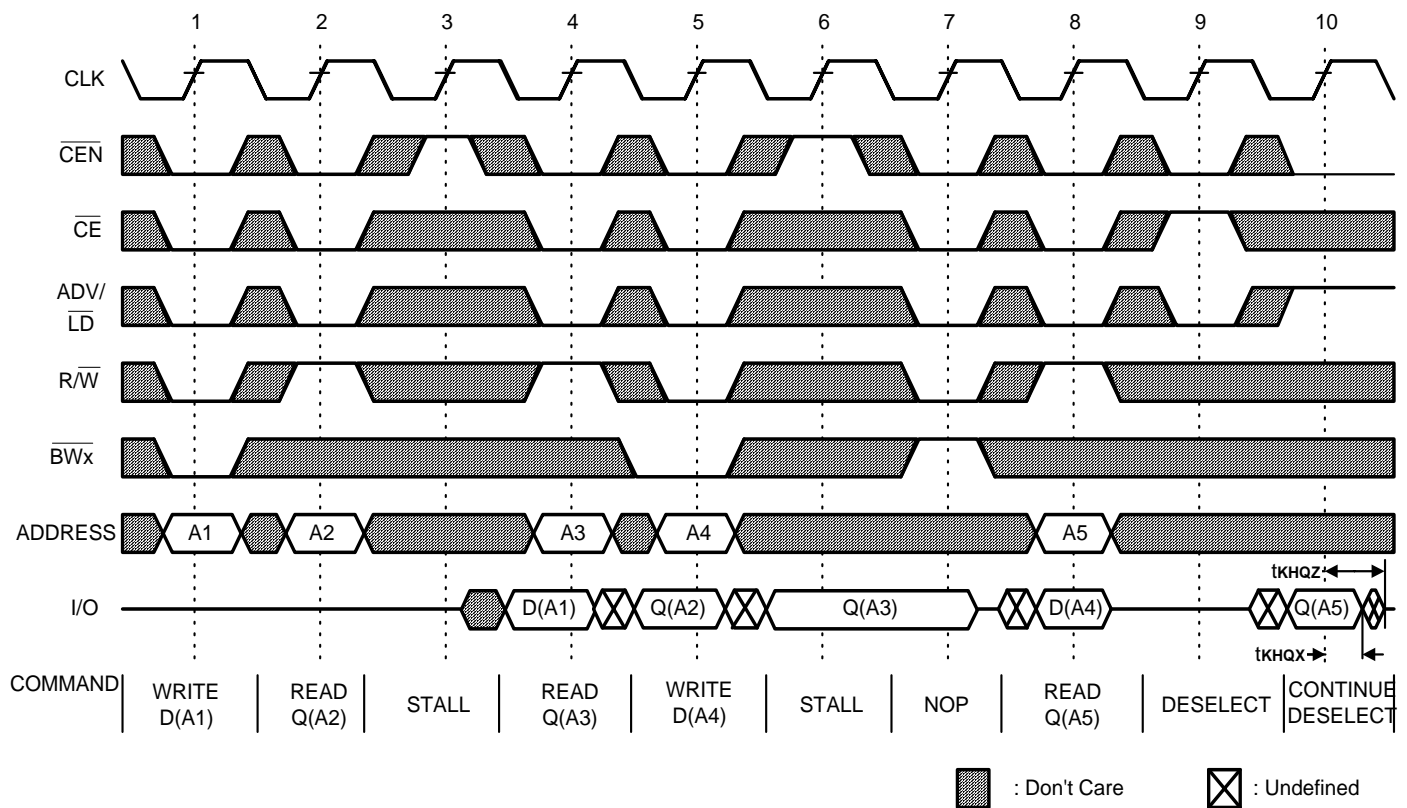 1 2 3 4 5 6 7 8 9 10
CLK
CEN
CE
ADV/
LD
R/W
BWx
ADDRESS A1 A2 A3 A4 A5
tKHQZ
I/O D(A1) Q(A2) Q(A3) D(A4) Q(A5)
tKHQX
COMMAND WRITE READ STALL READ WRITE STALL NOP READ DESELECT CONTINUE
D(A1) Q(A2) Q(A3) D(A4) Q(A5) DESELECT
: Don't Care : Undefined